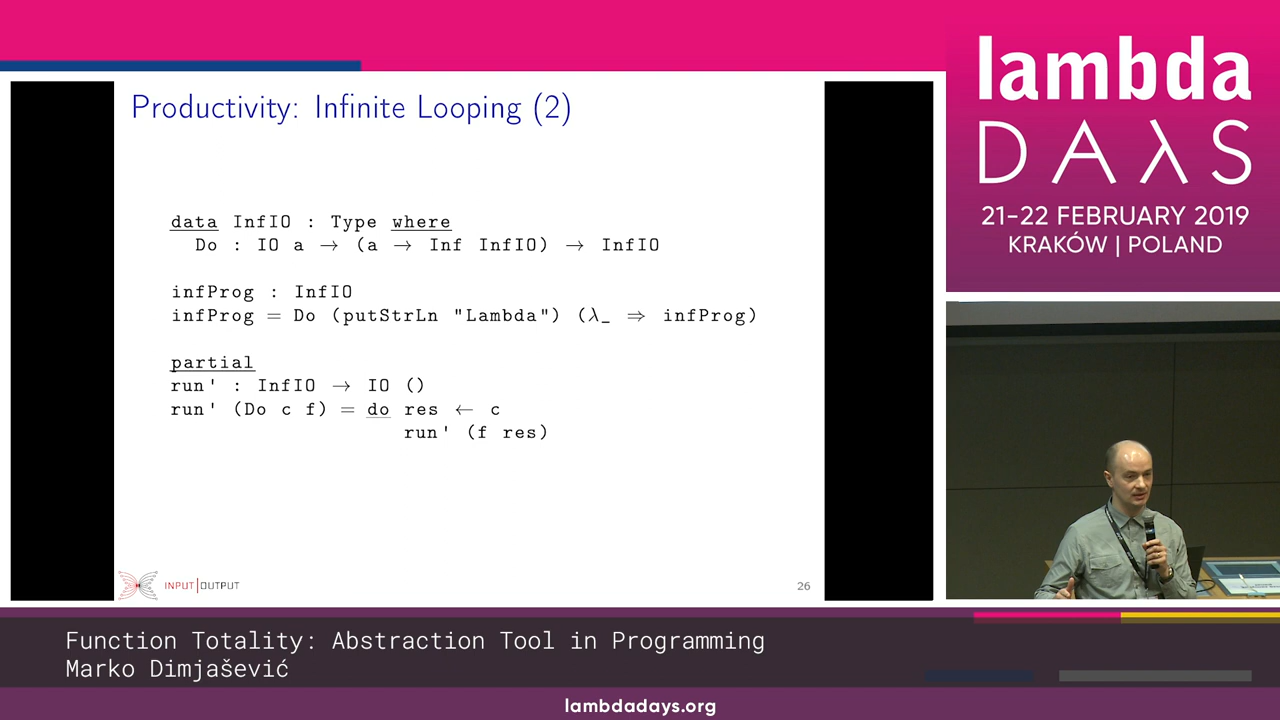 Productivity: Infinite Looping (2)
data InfIO : Type where
Do : IO a → (a → Inf InfIO) → InfIO
infProg : InfIO
infProg = Do (putStrLn "Lambda") (λ_ ⇒ infProg)
partial
run' : InfIO → IO ()
run' (Do c f) = do res ← c
run' (f res)
INPUT|OUTPUT
26
lambda
DAλS
21-22 FEBRUARY 2019
KRAKÓW | POLAND
Function Totality: Abstraction Tool in Programming
Marko Dimjašević
lambdadays.org